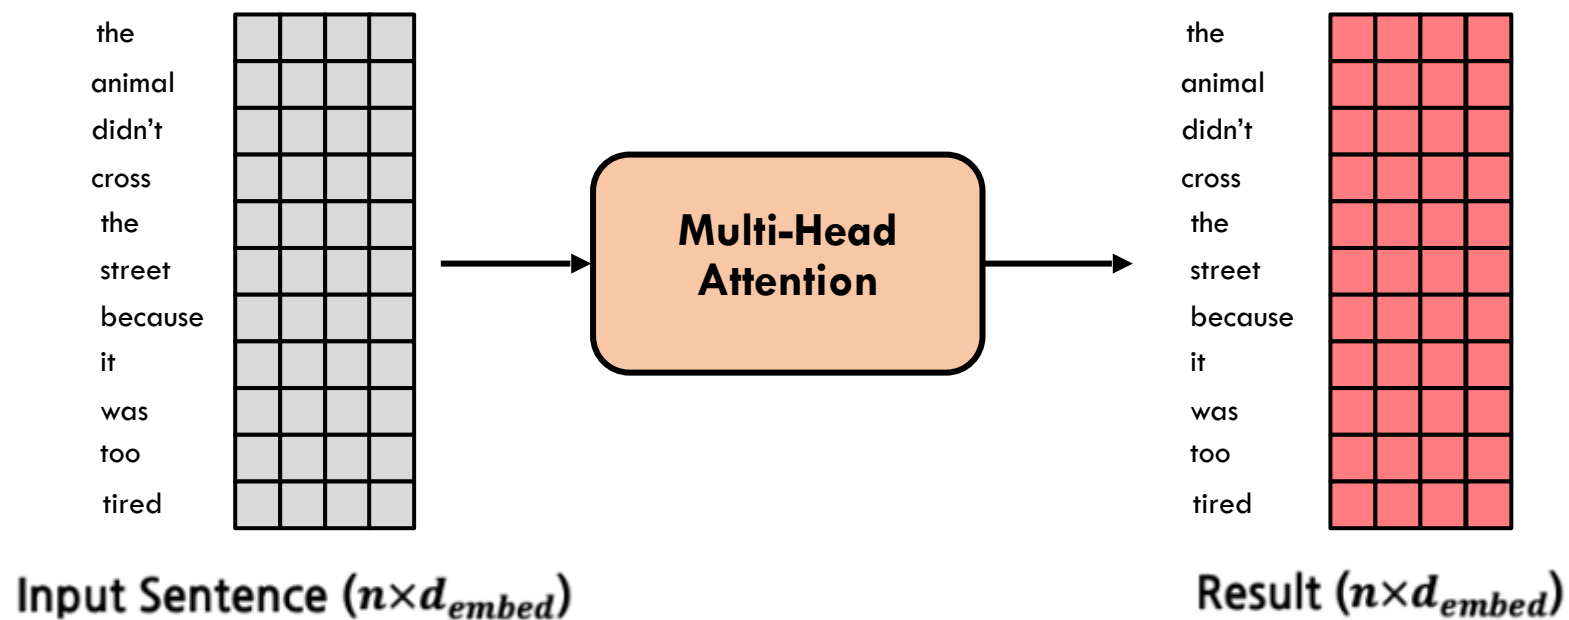 the
animal
didn't
cross
the
street
because
it
was
too
tired
Input Sentence (n×d_embed)
Multi-Head
Attention
the
animal
didn't
cross
the
street
because
it
was
too
tired
Result (n×d_embed)